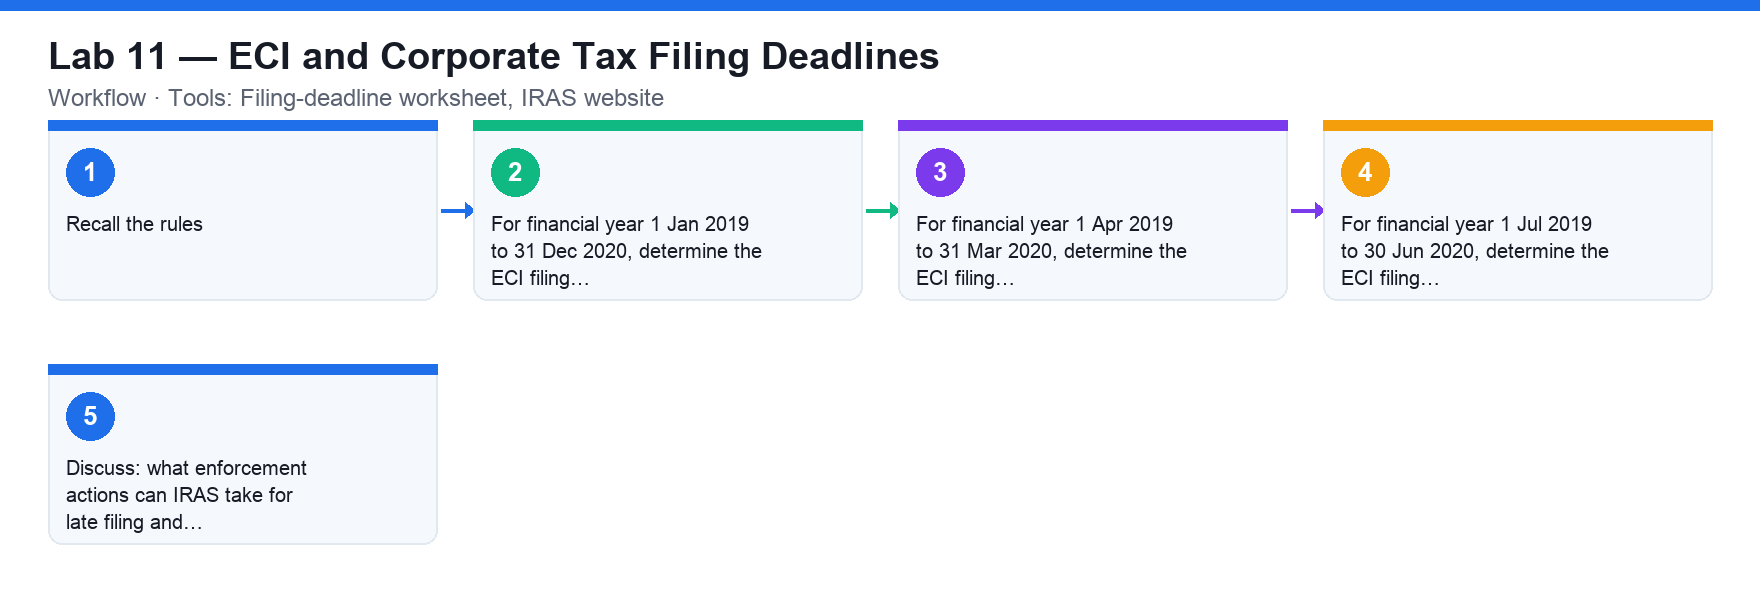 Lab 11 — ECI and Corporate Tax Filing Deadlines
Workflow · Tools: Filing-deadline worksheet, IRAS website
1
Recall the rules
2
For financial year 1 Jan 2019
to 31 Dec 2020, determine the
ECI filing…
3
For financial year 1 Apr 2019
to 31 Mar 2020, determine the
ECI filing…
4
For financial year 1 Jul 2019
to 30 Jun 2020, determine the
ECI filing…
5
Discuss: what enforcement
actions can IRAS take for
late filing and…